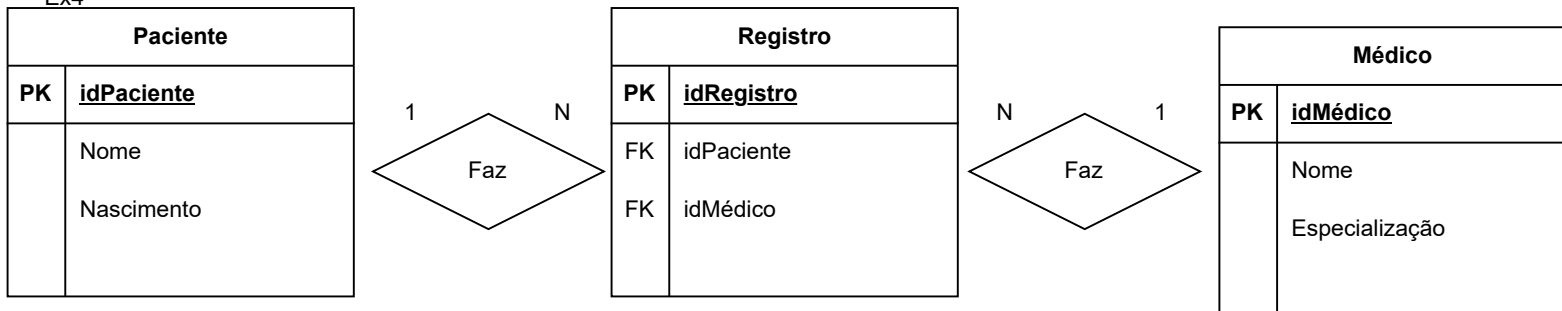 Ex4
Paciente
PK idPaciente
Nome
Nascimento
1 N
Faz
Registro
PK idRegistro
FK idPaciente
FK idMédico
N 1
Faz
Médico
PK idMédico
Nome
Especialização